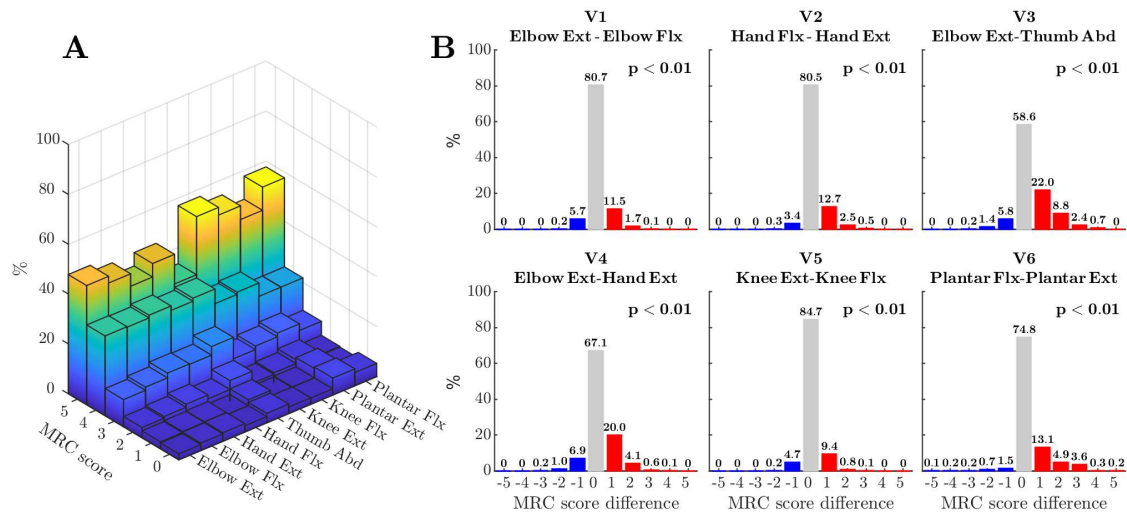 A
100
80
60
40
20
0
%
5
4
3
2
1
0
MRC score
Elbow Ext
Elbow Flx
Hand Ext
Hand Flx
Thumb Abd
Knee Ext
Knee Flx
Plantar Ext
Plantar Flx
B
V1
Elbow Ext - Elbow Flx
p < 0.01
100
80
60
40
20
0
%
0 0 0 0.2 5.7 80.7 11.5 1.7 0.1 0 0
V2
Hand Flx - Hand Ext
p < 0.01
0 0 0 0.3 3.4 80.5 12.7 2.5 0.5 0 0
V3
Elbow Ext-Thumb Abd
p < 0.01
0 0 0.2 1.4 5.8 58.6 22.0 8.8 2.4 0.7 0
V4
Elbow Ext-Hand Ext
p < 0.01
100
80
60
40
20
0
%
0 0 0.2 1.0 6.9 67.1 20.0 4.1 0.6 0.1 0
-5 -4 -3 -2 -1 0 1 2 3 4 5
MRC score difference
V5
Knee Ext-Knee Flx
p < 0.01
0 0 0 0.2 4.7 84.7 9.4 0.8 0.1 0 0
-5 -4 -3 -2 -1 0 1 2 3 4 5
MRC score difference
V6
Plantar Flx-Plantar Ext
p < 0.01
0.1 0.2 0.2 0.7 1.5 74.8 13.1 4.9 3.6 0.3 0.2
-5 -4 -3 -2 -1 0 1 2 3 4 5
MRC score difference